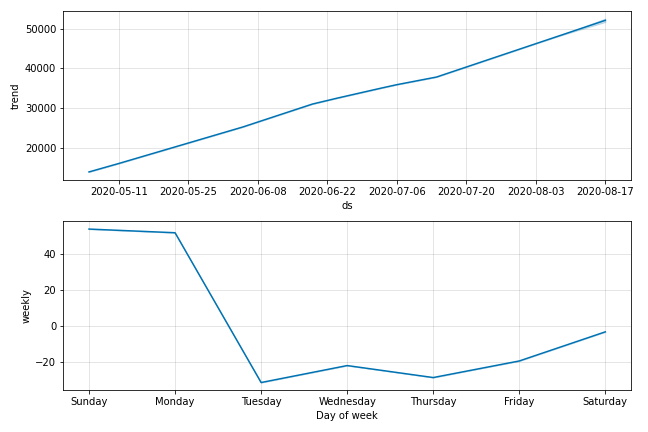 50000
40000
30000
20000
trend
2020-05-11 2020-05-25 2020-06-08 2020-06-22 2020-07-06 2020-07-20 2020-08-03 2020-08-17
ds
40
20
0
−20
weekly
Sunday Monday Tuesday Wednesday Thursday Friday Saturday
Day of week